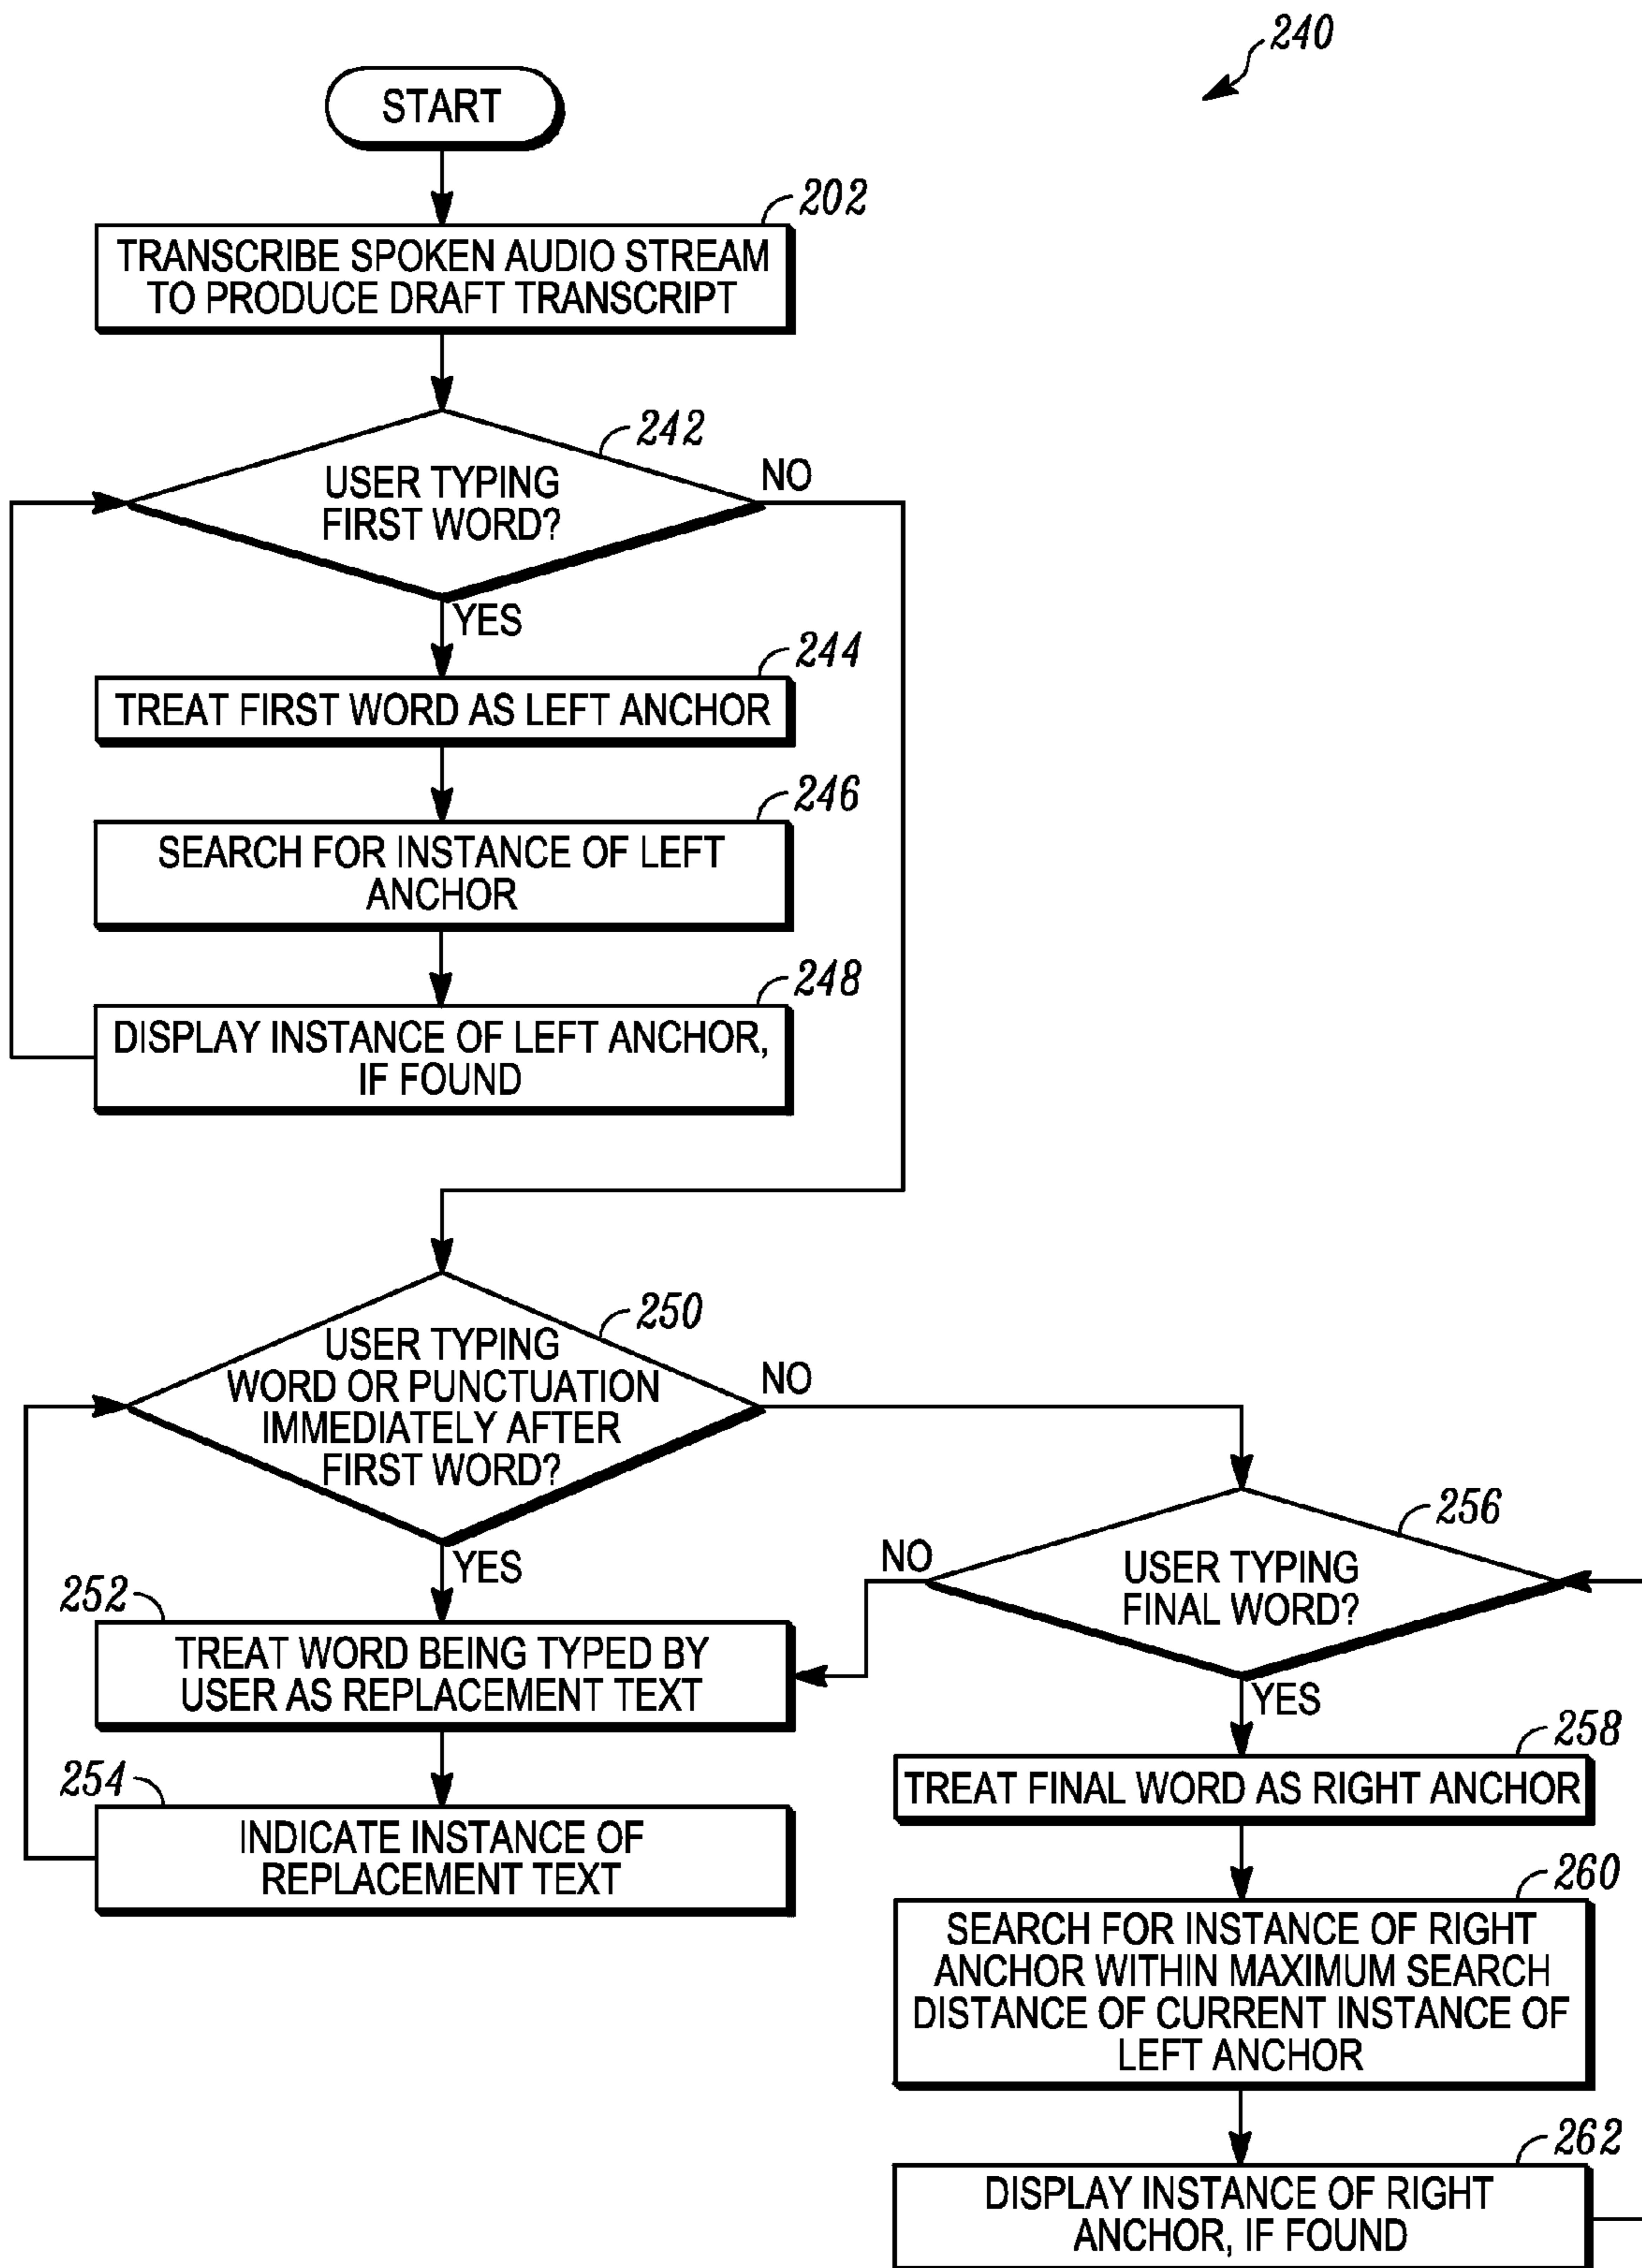 240
START
202
TRANSCRIBE SPOKEN AUDIO STREAM
TO PRODUCE DRAFT TRANSCRIPT
242
USER TYPING
FIRST WORD?
NO
YES
244
TREAT FIRST WORD AS LEFT ANCHOR
246
SEARCH FOR INSTANCE OF LEFT
ANCHOR
248
DISPLAY INSTANCE OF LEFT ANCHOR,
IF FOUND
250
USER TYPING
WORD OR PUNCTUATION
IMMEDIATELY AFTER
FIRST WORD?
NO
YES
252
TREAT WORD BEING TYPED BY
USER AS REPLACEMENT TEXT
254
INDICATE INSTANCE OF
REPLACEMENT TEXT
256
USER TYPING
FINAL WORD?
NO
YES
258
TREAT FINAL WORD AS RIGHT ANCHOR
260
SEARCH FOR INSTANCE OF RIGHT
ANCHOR WITHIN MAXIMUM SEARCH
DISTANCE OF CURRENT INSTANCE OF
LEFT ANCHOR
262
DISPLAY INSTANCE OF RIGHT
ANCHOR, IF FOUND